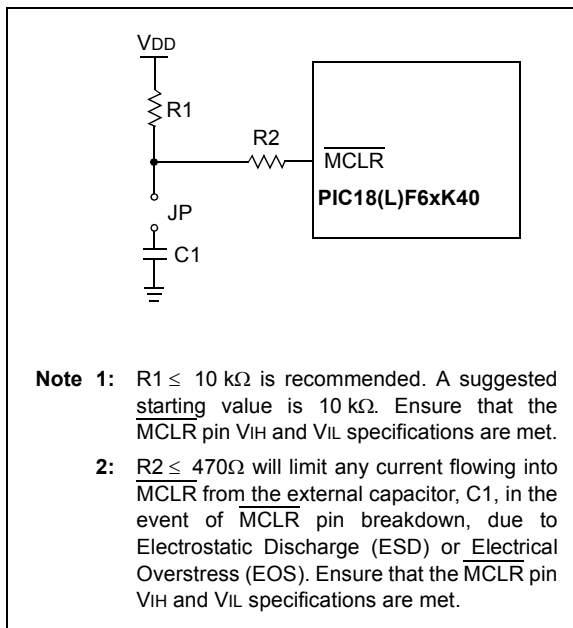 VDD
R1
R2
MCLR
PIC18(L)F6xK40
JP
C1
Note 1: R1 ≤ 10 kΩ is recommended. A suggested
starting value is 10 kΩ. Ensure that the
MCLR pin VIH and VIL specifications are met.
2: R2 ≤ 470Ω will limit any current flowing into
MCLR from the external capacitor, C1, in the
event of MCLR pin breakdown, due to
Electrostatic Discharge (ESD) or Electrical
Overstress (EOS). Ensure that the MCLR pin
VIH and VIL specifications are met.